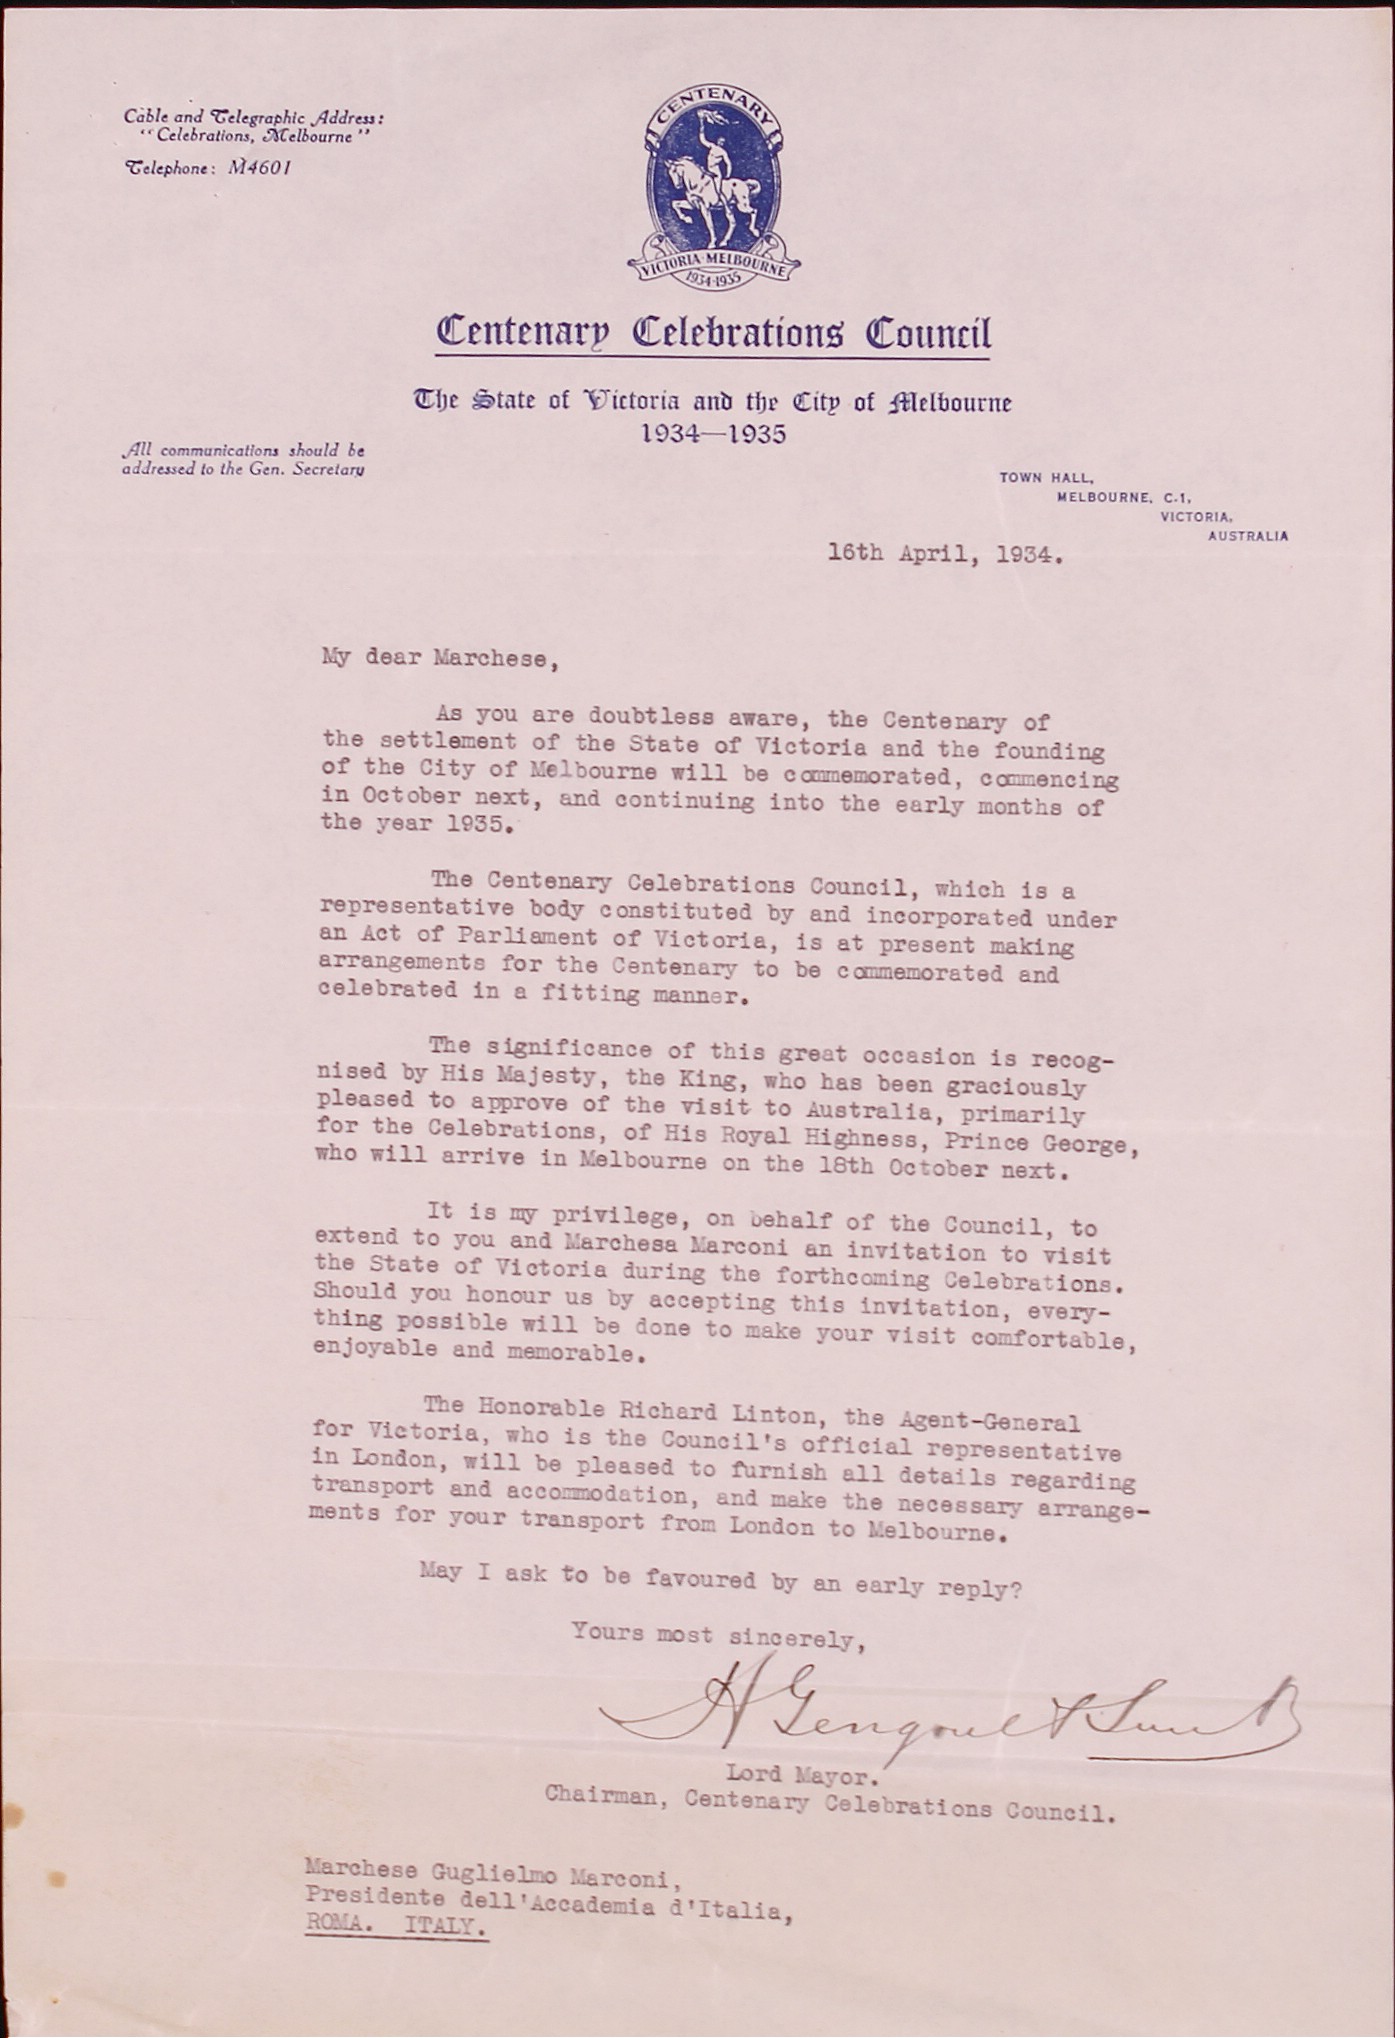 Cable and Telegraphic Address:
"Celebrations, Melbourne"
Telephone: M4601
CENTENARY
VICTORIA·MELBOURNE
1934-1935
Centenary Celebrations Council
The State of Victoria and the City of Melbourne
1934—1935
All communications should be
addressed to the Gen. Secretary
TOWN HALL,
MELBOURNE, C.1,
VICTORIA,
AUSTRALIA
16th April, 1934.
My dear Marchese,
As you are doubtless aware, the Centenary of
the settlement of the State of Victoria and the founding
of the City of Melbourne will be commemorated, commencing
in October next, and continuing into the early months of
the year 1935.
The Centenary Celebrations Council, which is a
representative body constituted by and incorporated under
an Act of Parliament of Victoria, is at present making
arrangements for the Centenary to be commemorated and
celebrated in a fitting manner.
The significance of this great occasion is recog-
nised by His Majesty, the King, who has been graciously
pleased to approve of the visit to Australia, primarily
for the Celebrations, of His Royal Highness, Prince George,
who will arrive in Melbourne on the 18th October next.
It is my privilege, on behalf of the Council, to
extend to you and Marchesa Marconi an invitation to visit
the State of Victoria during the forthcoming Celebrations.
Should you honour us by accepting this invitation, every-
thing possible will be done to make your visit comfortable,
enjoyable and memorable.
The Honorable Richard Linton, the Agent-General
for Victoria, who is the Council's official representative
in London, will be pleased to furnish all details regarding
transport and accommodation, and make the necessary arrange-
ments for your transport from London to Melbourne.
May I ask to be favoured by an early reply?
Yours most sincerely,
H Gengoult Smith
Lord Mayor.
Chairman, Centenary Celebrations Council.
Marchese Guglielmo Marconi,
Presidente dell'Accademia d'Italia,
ROMA. ITALY.